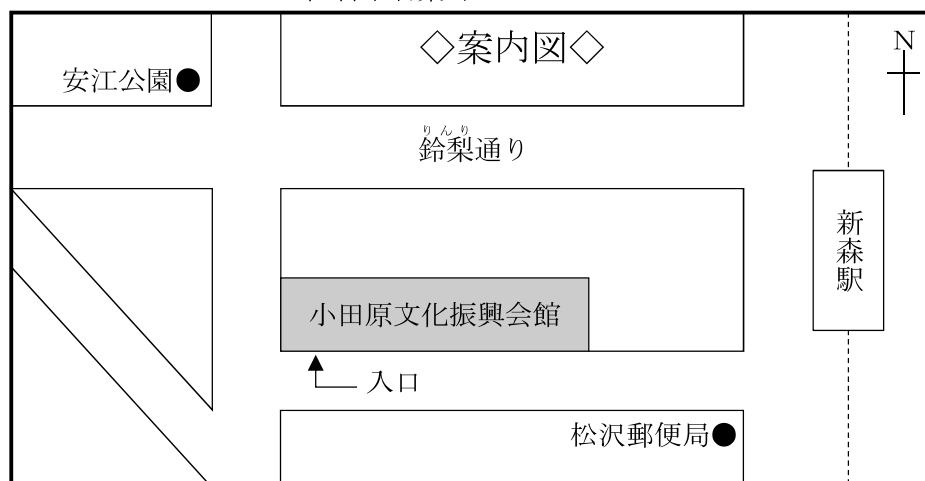 ◇案内図◇
N
安江公園●
りんり
鈴梨通り
新森駅
小田原文化振興会館
入口
松沢郵便局●